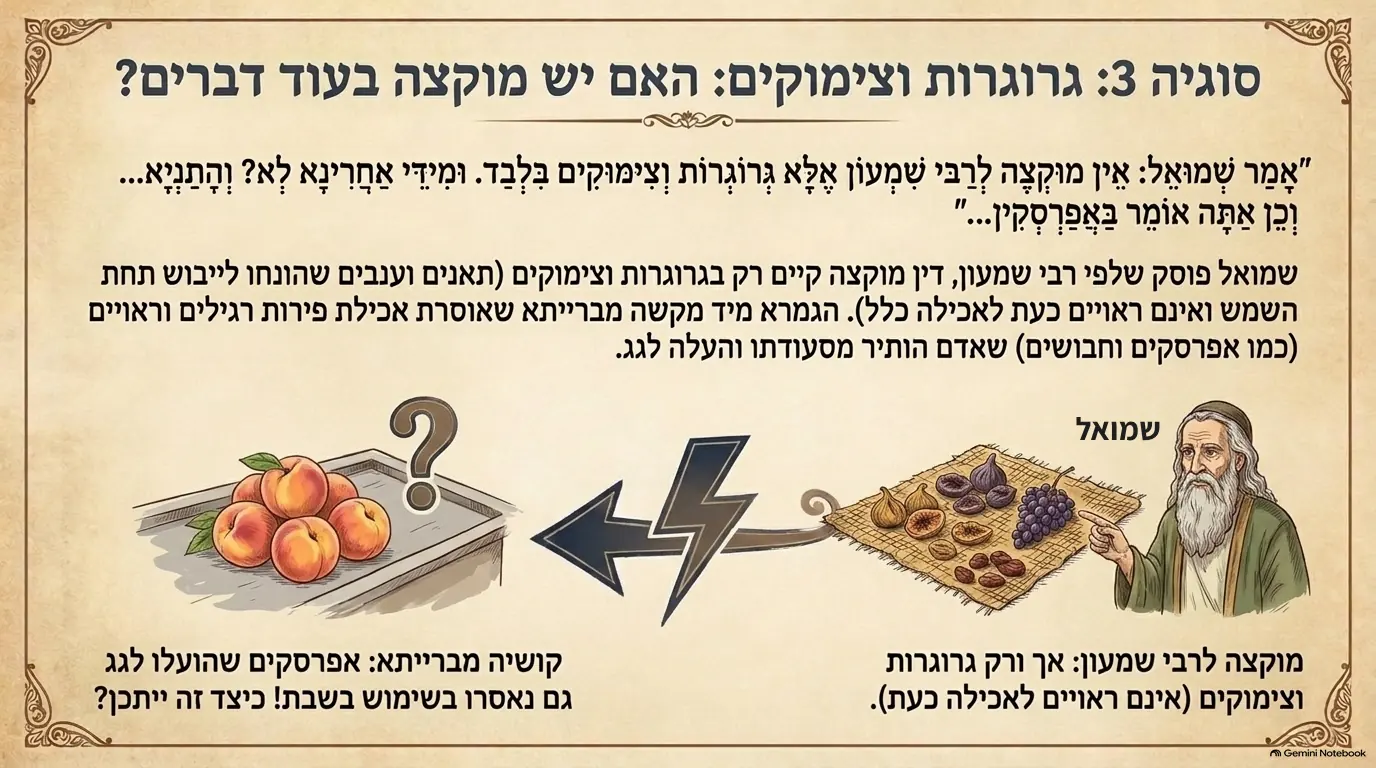 סוגיה 3: גרוגרות וצימוקים: האם יש מוקצה בעוד דברים?
"אָמַר שְׁמוּאֵל: אֵין מוּקְצֶה לְרַבִּי שִׁמְעוֹן אֶלָּא גְּרוֹגְרוֹת וְצִימּוּקִים בִּלְבַד. וּמִידֵּי אַחֲרִינָא לָא? וְהָתַנְיָא...
וְכֵן אַתָּה אוֹמֵר בַּאֲפַרְסְקִין..."
שמואל פוסק שלפי רבי שמעון, דין מוקצה קיים רק בגרוגרות וצימוקים (תאנים וענבים שהונחו לייבוש תחת
השמש ואינם ראויים כעת לאכילה כלל). הגמרא מיד מקשה מברייתא שאוסרת אכילת פירות רגילים וראויים
(כמו אפרסקים וחבושים) שאדם הותיר מסעודתו והעלה לגג.
שמואל
מוקצה לרבי שמעון: אך ורק גרוגרות
וצימוקים (אינם ראויים לאכילה כעת).
קושיה מברייתא: אפרסקים שהועלו לגג
גם נאסרו בשימוש בשבת! כיצד זה ייתכן?
Gemini Notebook